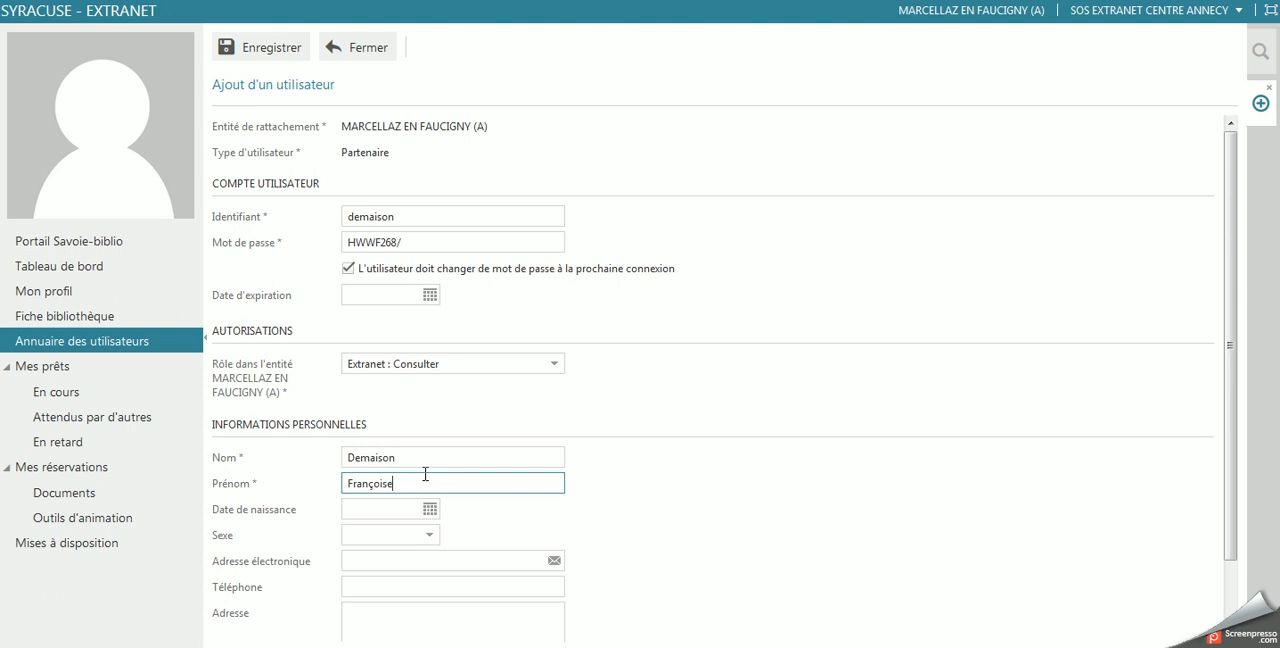 SYRACUSE - EXTRANET
MARCELLAZ EN FAUCIGNY (A)
SOS EXTRANET CENTRE ANNECY
Enregistrer
Fermer
Ajout d'un utilisateur
Entité de rattachement *
MARCELLAZ EN FAUCIGNY (A)
Type d'utilisateur *
Partenaire
COMPTE UTILISATEUR
Identifiant *
demaison
Mot de passe *
HWWF268/
L'utilisateur doit changer de mot de passe à la prochaine connexion
Date d'expiration
AUTORISATIONS
Rôle dans l'entité
MARCELLAZ EN
FAUCIGNY (A) *
Extranet : Consulter
INFORMATIONS PERSONNELLES
Nom *
Demaison
Prénom *
Françoise
Date de naissance
Sexe
Adresse électronique
Téléphone
Adresse
Portail Savoie-biblio
Tableau de bord
Mon profil
Fiche bibliothèque
Annuaire des utilisateurs
Mes prêts
En cours
Attendus par d'autres
En retard
Mes réservations
Documents
Outils d'animation
Mises à disposition
Screenpresso
.com